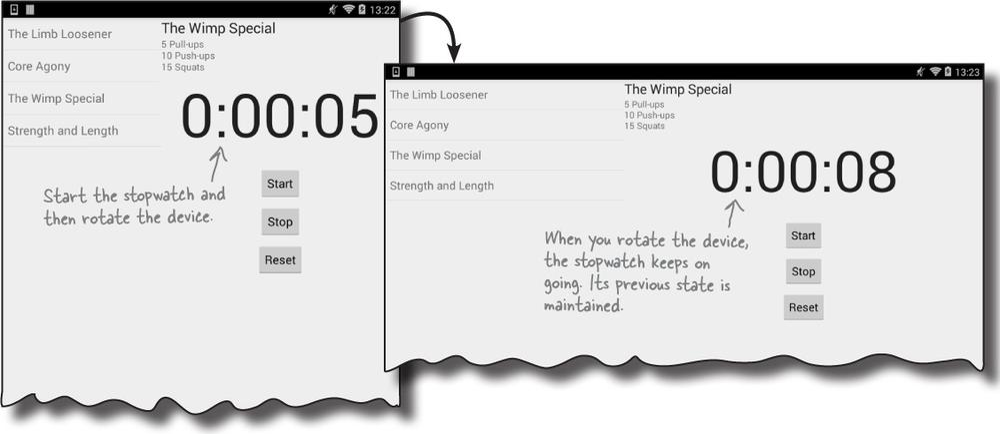 13:22
The Limb Loosener
Core Agony
The Wimp Special
Strength and Length
The Wimp Special
5 Pull-ups
10 Push-ups
15 Squats
0:00:05
Start
Stop
Reset
Start the stopwatch and
then rotate the device.
13:23
The Limb Loosener
Core Agony
The Wimp Special
Strength and Length
The Wimp Special
5 Pull-ups
10 Push-ups
15 Squats
0:00:08
Start
Stop
Reset
When you rotate the device,
the stopwatch keeps on
going. Its previous state is
maintained.